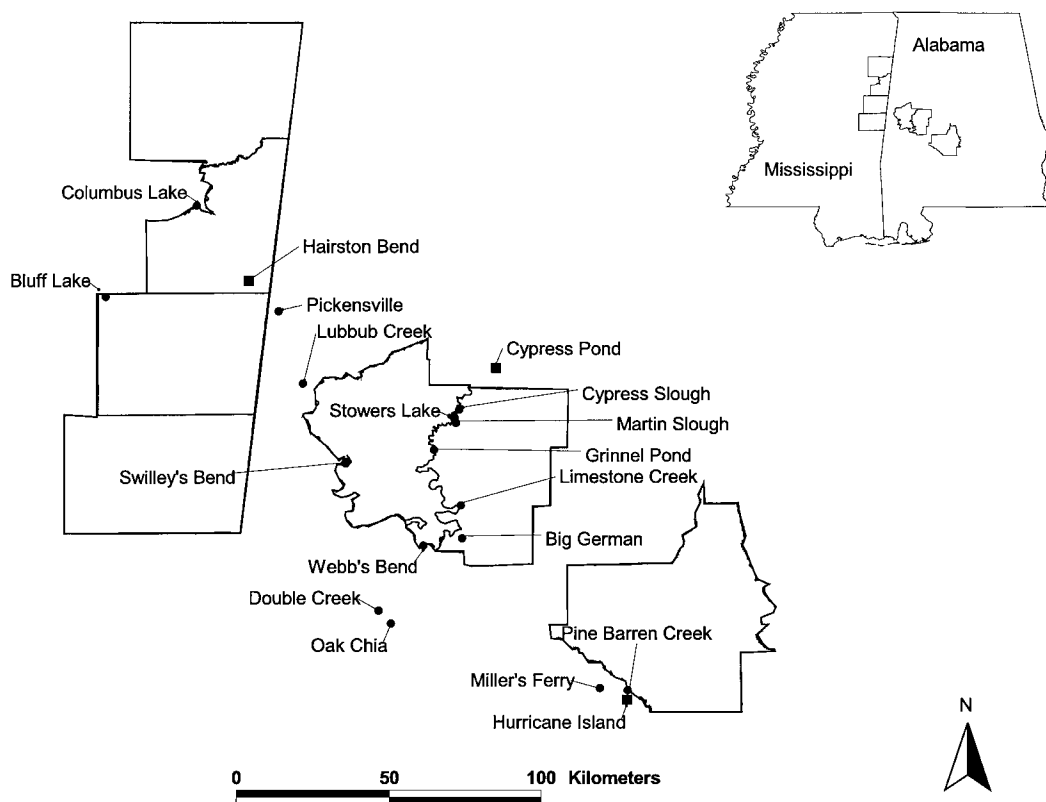 Alabama
Mississippi
Columbus Lake
Hairston Bend
Bluff Lake
Pickensville
Lubbub Creek
Cypress Pond
Cypress Slough
Stowers Lake
Martin Slough
Grinnel Pond
Swilley's Bend
Limestone Creek
Big German
Webb's Bend
Double Creek
Oak Chia
Pine Barren Creek
Miller's Ferry
Hurricane Island
N
0 50 100 Kilometers